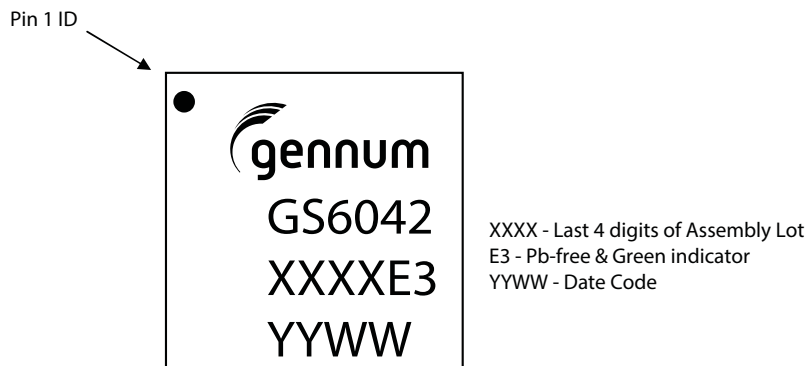 Pin 1 ID
gennum
GS6042
XXXXE3
YYWW
XXXX - Last 4 digits of Assembly Lot
E3 - Pb-free & Green indicator
YYWW - Date Code